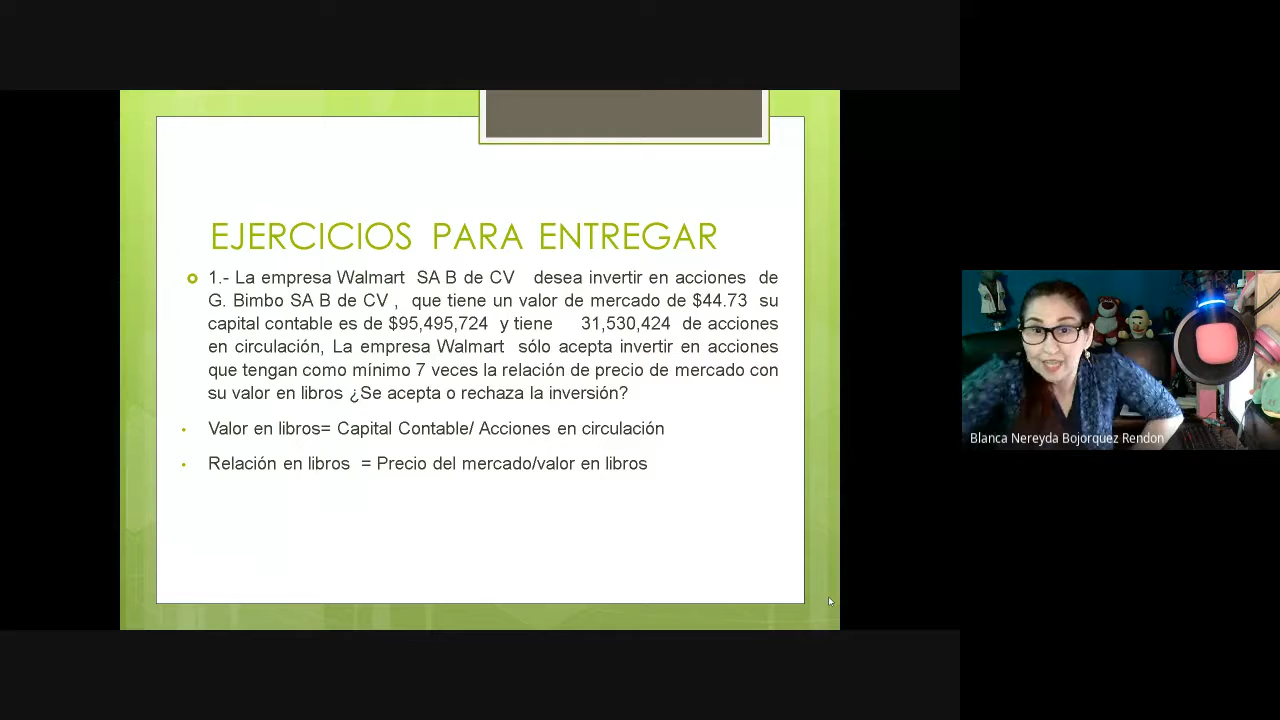 EJERCICIOS PARA ENTREGAR
1.- La empresa Walmart SA B de CV desea invertir en acciones de
G. Bimbo SA B de CV , que tiene un valor de mercado de $44.73 su
capital contable es de $95,495,724 y tiene 31,530,424 de acciones
en circulación, La empresa Walmart sólo acepta invertir en acciones
que tengan como mínimo 7 veces la relación de precio de mercado con
su valor en libros ¿Se acepta o rechaza la inversión?
Valor en libros= Capital Contable/ Acciones en circulación
Relación en libros = Precio del mercado/valor en libros
Blanca Nereyda Bojorquez Rendon